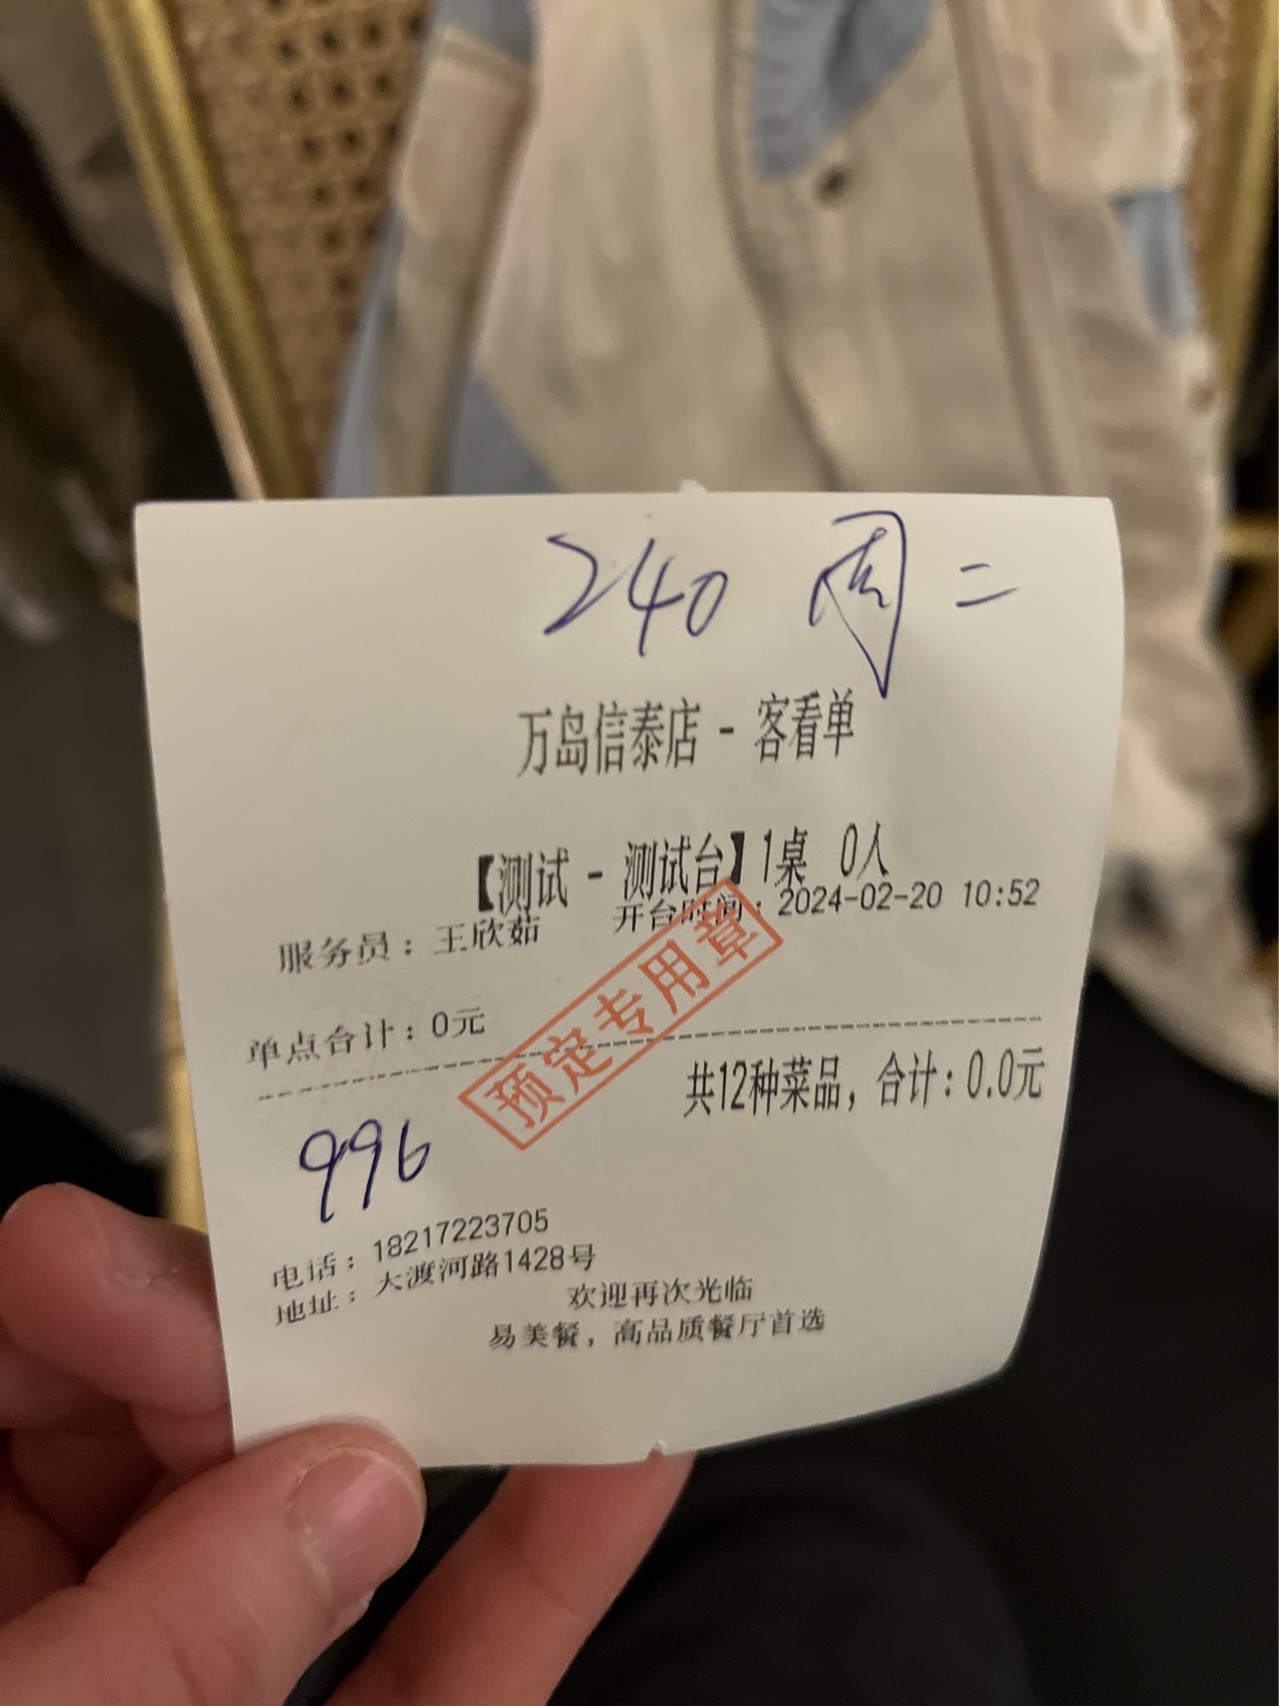 240 周二
万岛信泰店 - 客看单
【测试 - 测试台】1桌 0人
服务员：王欣茹 开台时间：2024-02-20 10:52
单点合计：0元
预定专用章
共12种菜品，合计：0.0元
996
电话：18217223705
地址：大渡河路1428号
欢迎再次光临
易美餐，高品质餐厅首选